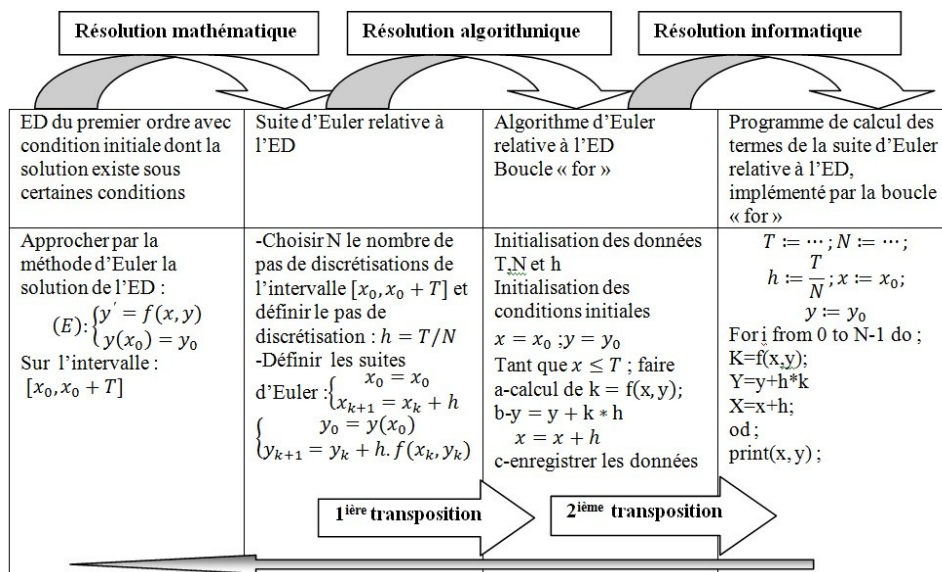 Résolution mathématique
Résolution algorithmique
Résolution informatique
ED du premier ordre avec
condition initiale dont la
solution existe sous
certaines conditions
Suite d'Euler relative à
l'ED
Algorithme d'Euler
relative à l'ED
Boucle « for »
Programme de calcul des
termes de la suite d'Euler
relative à l'ED,
implémenté par la boucle
« for »
Approcher par la
méthode d'Euler la
solution de l'ED :
(E): {y′ = f(x, y)
y(x₀) = y₀
Sur l'intervalle :
[x₀, x₀ + T]
-Choisir N le nombre de
pas de discrétisations de
l'intervalle [x₀, x₀ + T] et
définir le pas de
discrétisation : h = T/N
-Définir les suites
d'Euler : { x₀ = x₀
xₖ₊₁ = xₖ + h
{ y₀ = y(x₀)
yₖ₊₁ = yₖ + h. f(xₖ, yₖ)
Initialisation des données
T,N et h
Initialisation des
conditions initiales
x = x₀ ;y = y₀
Tant que x ≤ T ; faire
a-calcul de k = f(x, y);
b-y = y + k * h
x = x + h
c-enregistrer les données
T := ⋯ ; N := ⋯ ;
h := T/N ; x := x₀;
y := y₀
For i from 0 to N-1 do ;
K=f(x,y);
Y=y+h*k
X=x+h;
od ;
print(x, y) ;
1ière transposition
2ième transposition